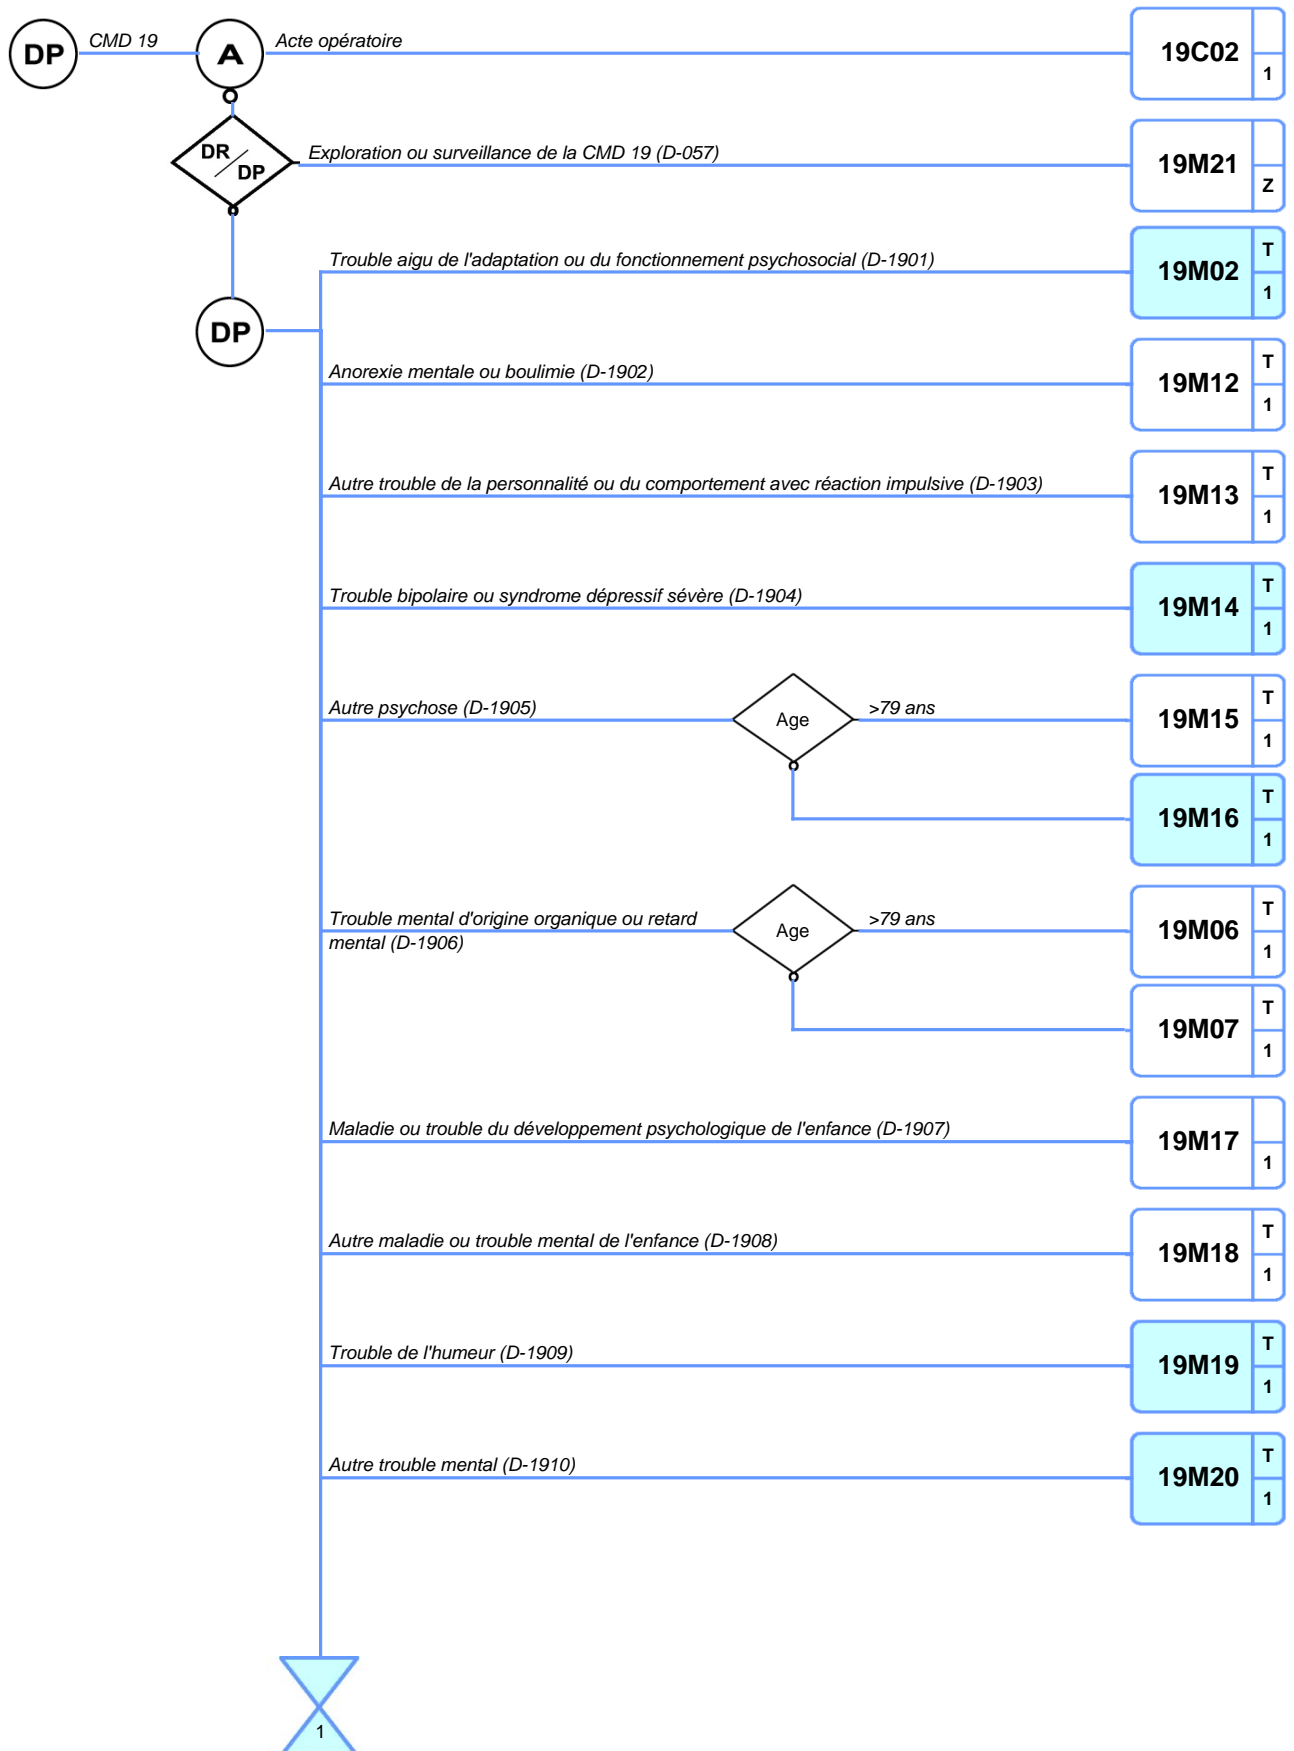 DP
CMD 19
A
Acte opératoire
19C02
1
DR
DP
Exploration ou surveillance de la CMD 19 (D-057)
19M21
Z
DP
Trouble aigu de l'adaptation ou du fonctionnement psychosocial (D-1901)
19M02
T
1
Anorexie mentale ou boulimie (D-1902)
19M12
T
1
Autre trouble de la personnalité ou du comportement avec réaction impulsive (D-1903)
19M13
T
1
Trouble bipolaire ou syndrome dépressif sévère (D-1904)
19M14
T
1
Autre psychose (D-1905)
Age
>79 ans
19M15
T
1
19M16
T
1
Trouble mental d'origine organique ou retard
mental (D-1906)
Age
>79 ans
19M06
T
1
19M07
T
1
Maladie ou trouble du développement psychologique de l'enfance (D-1907)
19M17
1
Autre maladie ou trouble mental de l'enfance (D-1908)
19M18
T
1
Trouble de l'humeur (D-1909)
19M19
T
1
Autre trouble mental (D-1910)
19M20
T
1
1